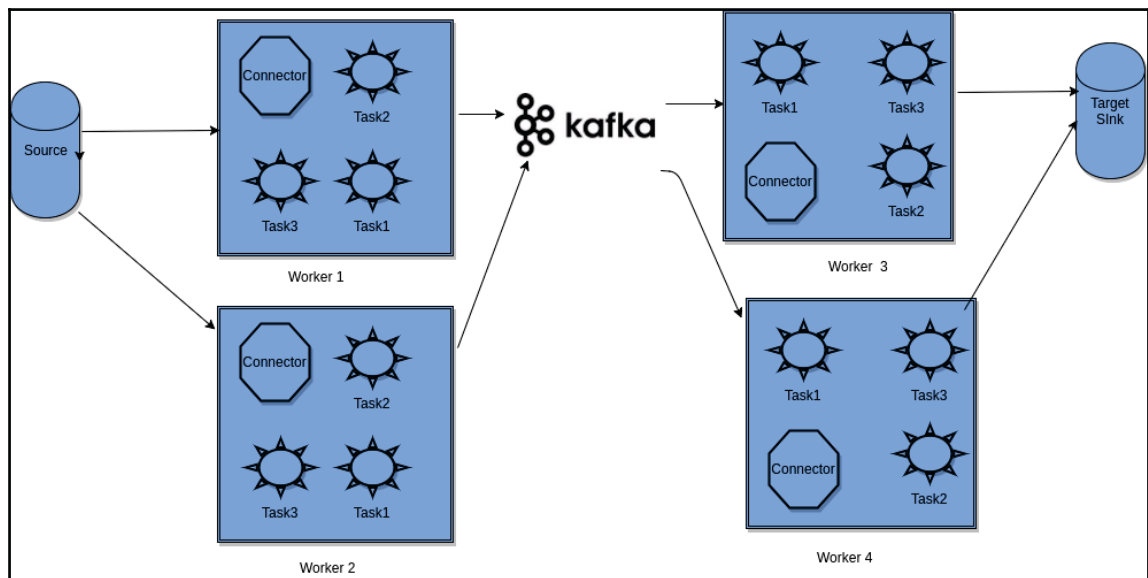 Source
Connector
Task2
Task3
Task1
Worker 1
Connector
Task2
Task3
Task1
Worker 2
kafka
Task1
Task3
Connector
Task2
Worker 3
Task1
Task3
Connector
Task2
Worker 4
Target
SInk